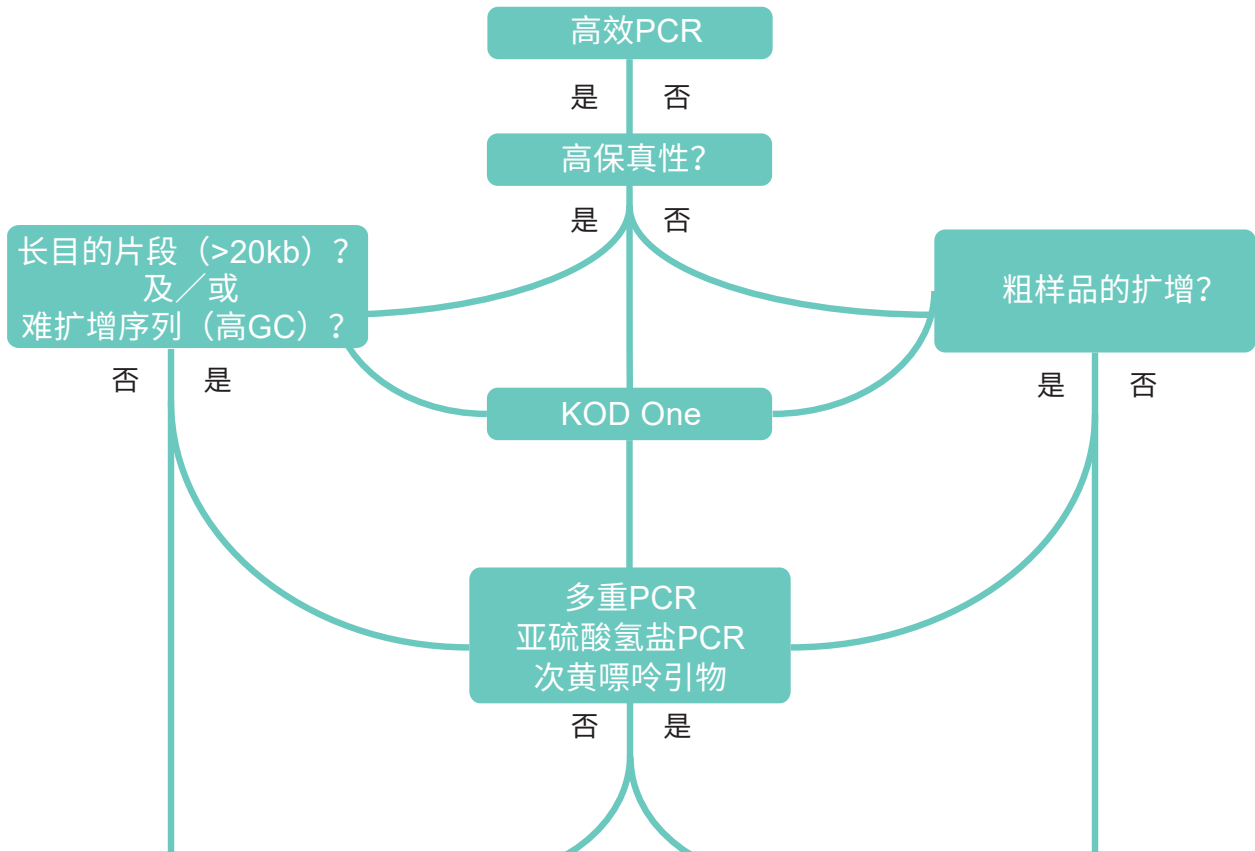 高效PCR
是 否
高保真性？
是 否
长目的片段（>20kb）？
及／或
难扩增序列（高GC）？
粗样品的扩增？
否 是
是 否
KOD One
多重PCR
亚硫酸氢盐PCR
次黄嘌呤引物
否 是